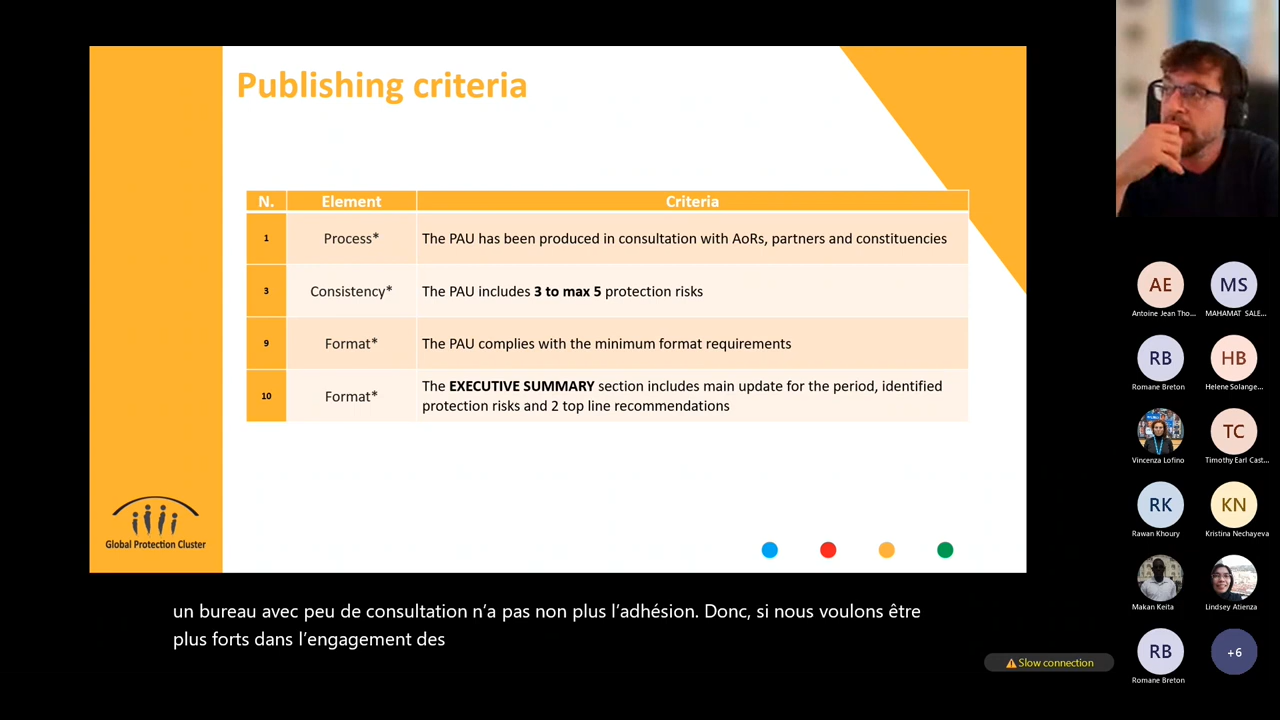 Publishing criteria
N. Element Criteria
1 Process* The PAU has been produced in consultation with AoRs, partners and constituencies
3 Consistency* The PAU includes 3 to max 5 protection risks
9 Format* The PAU complies with the minimum format requirements
10 Format* The EXECUTIVE SUMMARY section includes main update for the period, identified
protection risks and 2 top line recommendations
Global Protection Cluster
un bureau avec peu de consultation n’a pas non plus l’adhésion. Donc, si nous voulons être
plus forts dans l’engagement des
Slow connection
AE MS
Antoine Jean Tho... MAHAMAT SALE...
RB HB
Romane Breton Helene Solange...
TC
Vincenza Lofino Timothy Earl Cast...
RK KN
Rawan Khoury Kristina Nechayeva
Makan Keita Lindsey Atienza
RB +6
Romane Breton